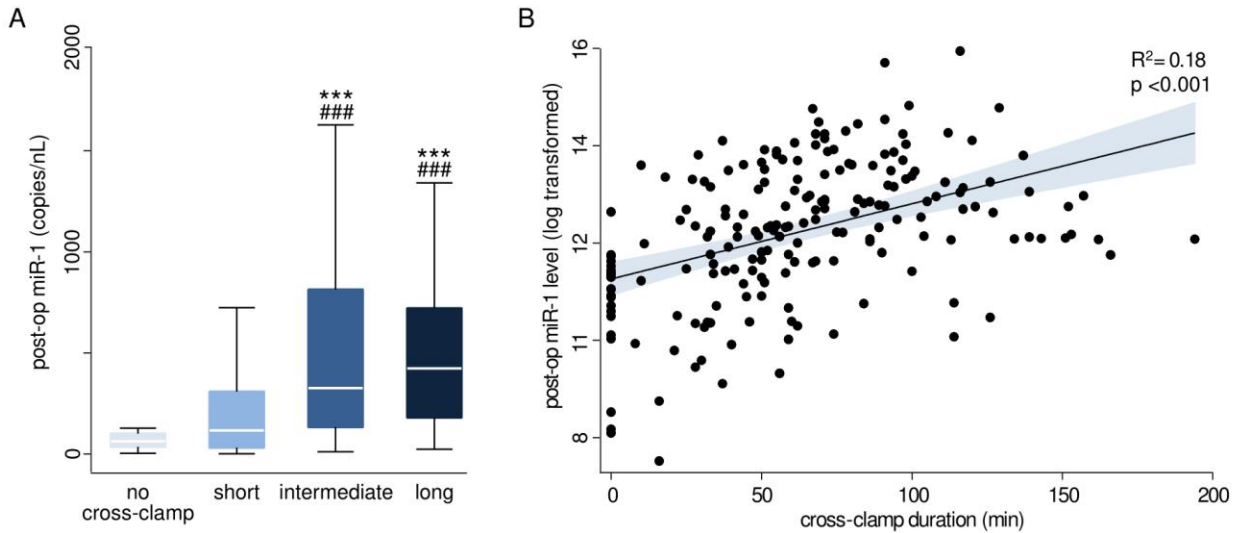 A
post-op miR-1 (copies/nL)
2000
1000
0
***
###
***
###
no
cross-clamp
short
intermediate
long
B
post-op miR-1 level (log transformed)
16
14
12
11
8
R²= 0.18
p <0.001
0
50
100
150
200
cross-clamp duration (min)